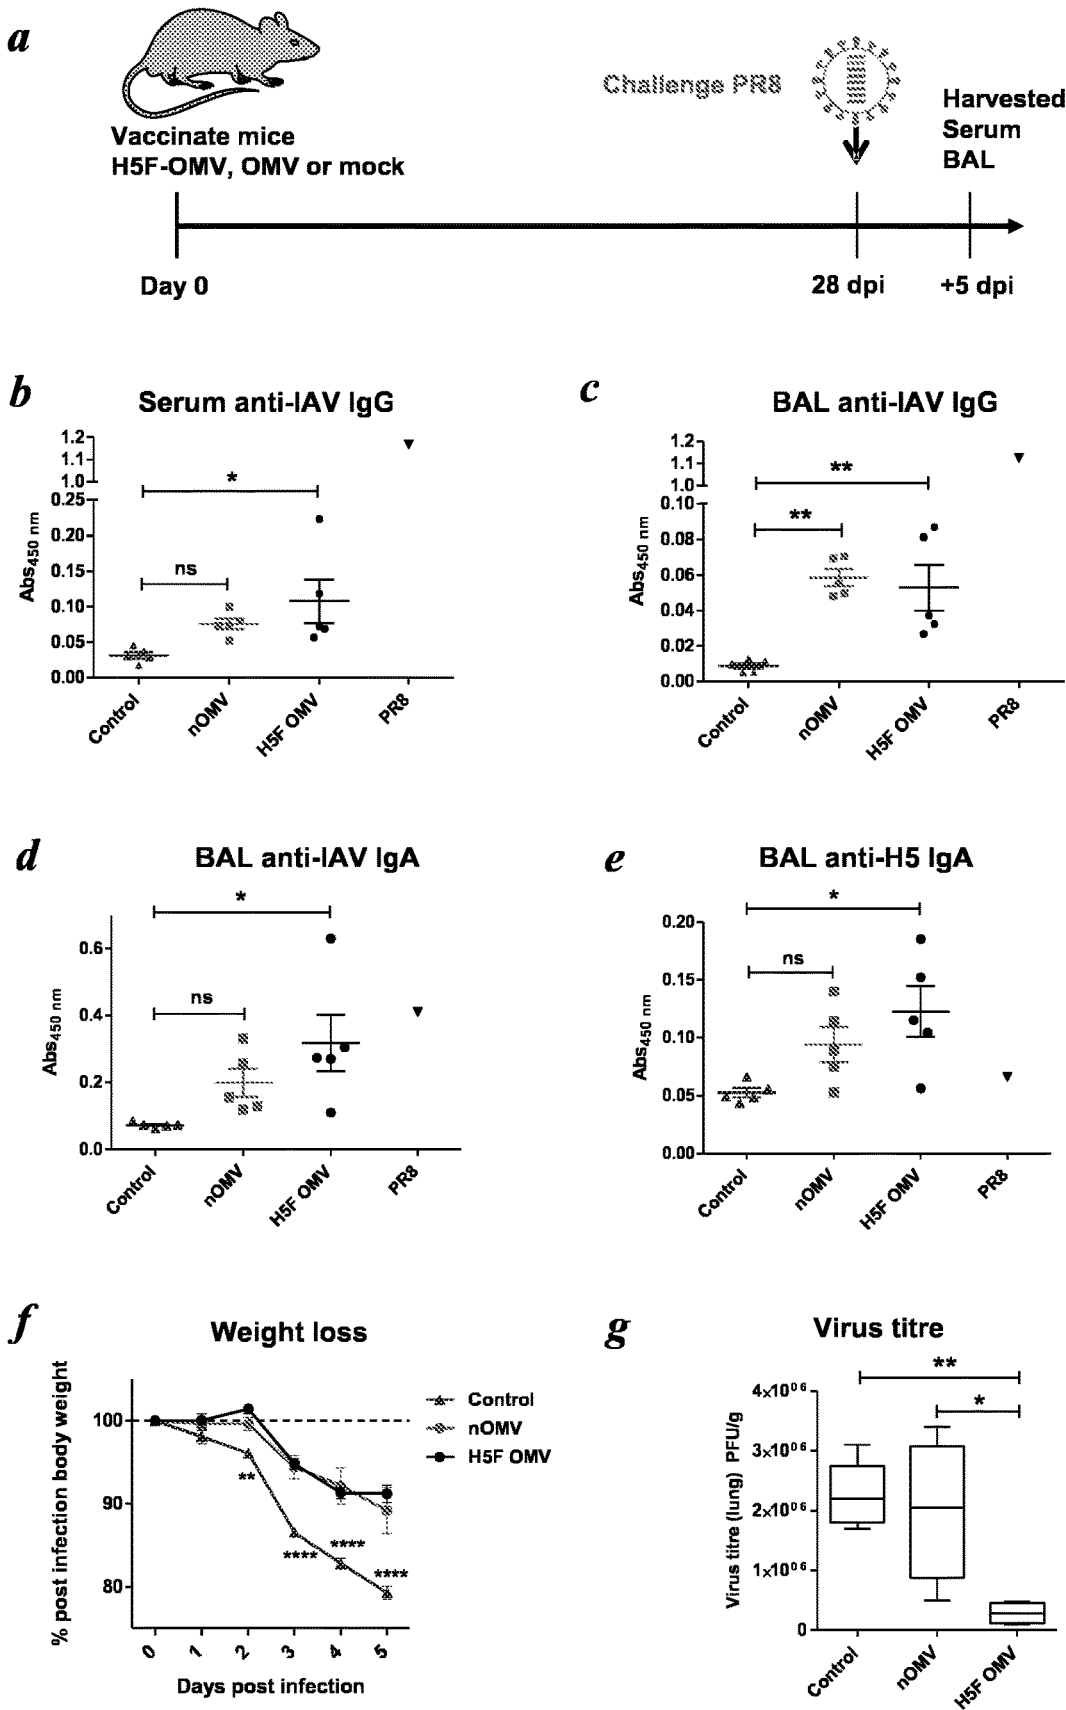 a
Vaccinate mice
H5F-OMV, OMV or mock
Challenge PR8
Harvested
Serum
BAL
Day 0
28 dpi
+5 dpi
b
Serum anti-IAV IgG
Abs450 nm
1.2
1.1
1.0
0.25
0.20
0.15
0.10
0.05
0.00
ns
*
Control
nOMV
H5F OMV
PR8
c
BAL anti-IAV IgG
Abs450 nm
1.2
1.1
1.0
0.10
0.08
0.06
0.04
0.02
0.00
**
**
Control
nOMV
H5F OMV
PR8
d
BAL anti-IAV IgA
Abs450 nm
0.6
0.4
0.2
0.0
*
ns
Control
nOMV
H5F OMV
PR8
e
BAL anti-H5 IgA
Abs450 nm
0.20
0.15
0.10
0.05
0.00
*
ns
Control
nOMV
H5F OMV
PR8
f
Weight loss
% post infection body weight
100
90
80
**
****
****
****
0 1 2 3 4 5
Days post infection
Control
nOMV
H5F OMV
g
Virus titre
Virus titre (lung) PFU/g
4×10^06
3×10^06
2×10^06
1×10^06
0
**
*
Control
nOMV
H5F OMV